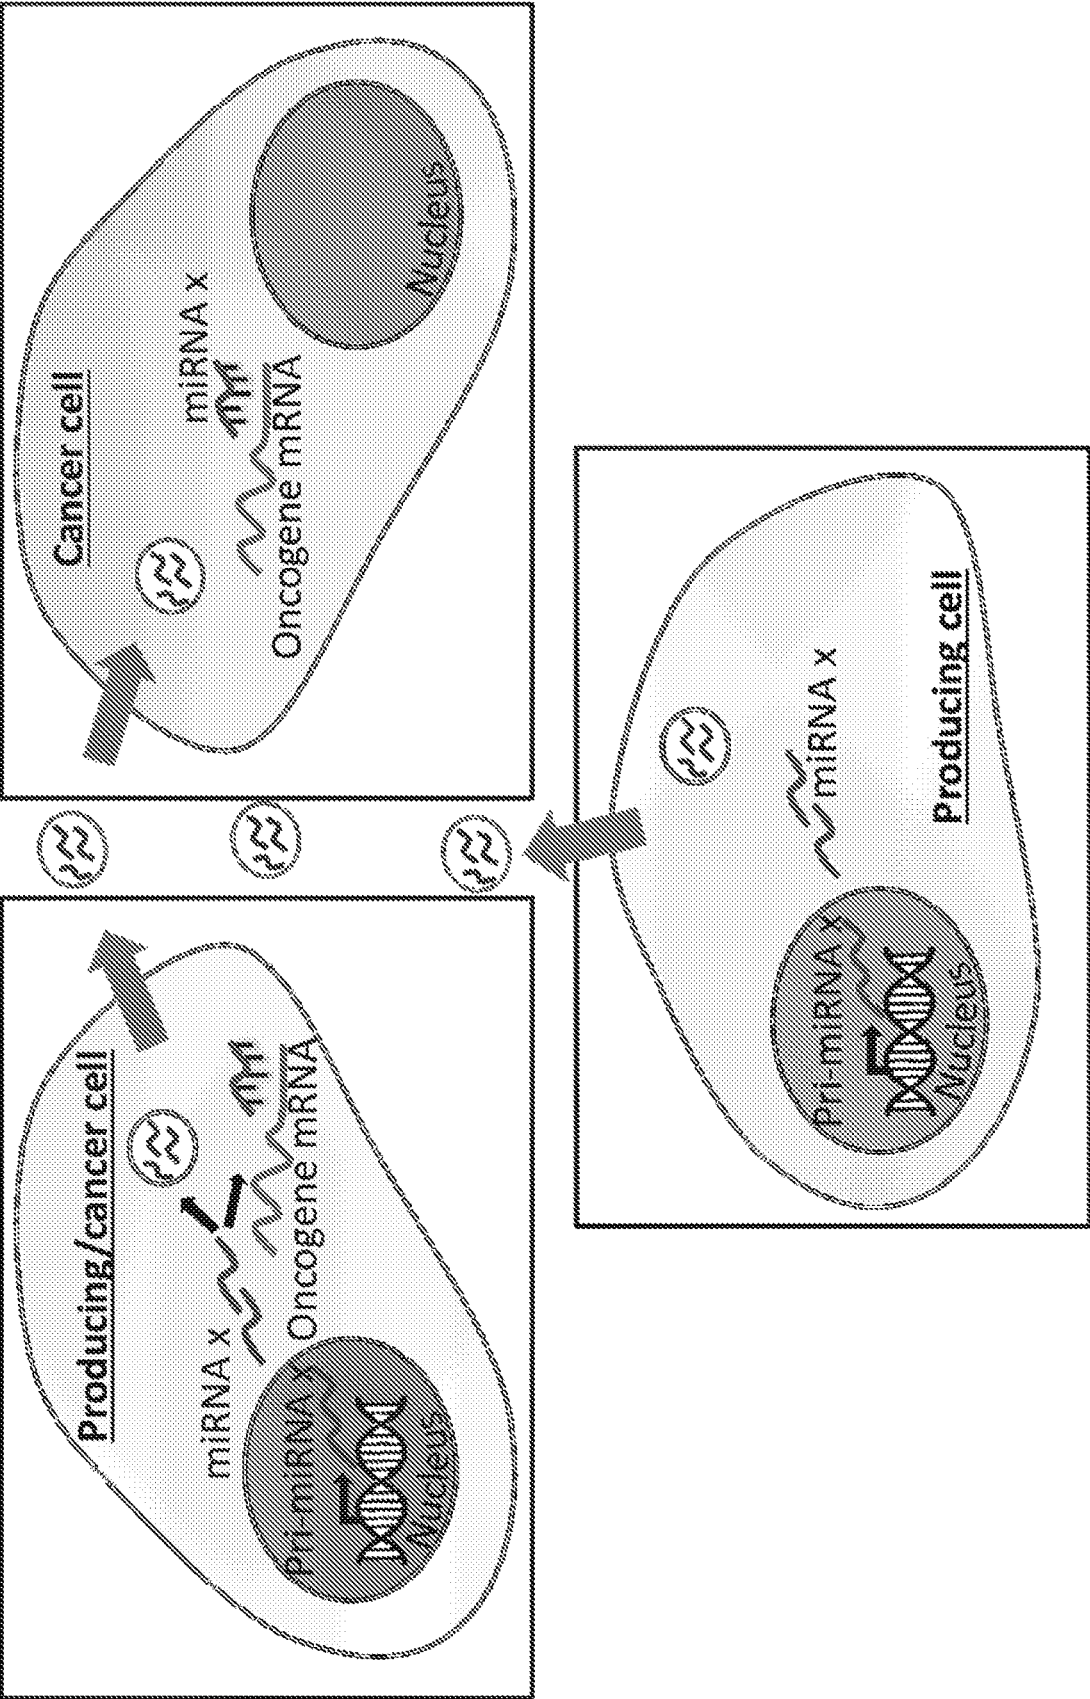 Producing/cancer cell
miRNA x
Pri-miRNA x
Nucleus
Oncogene mRNA
Cancer cell
miRNA x
Oncogene mRNA
Nucleus
Pri-miRNA x
Nucleus
miRNA x
Producing cell